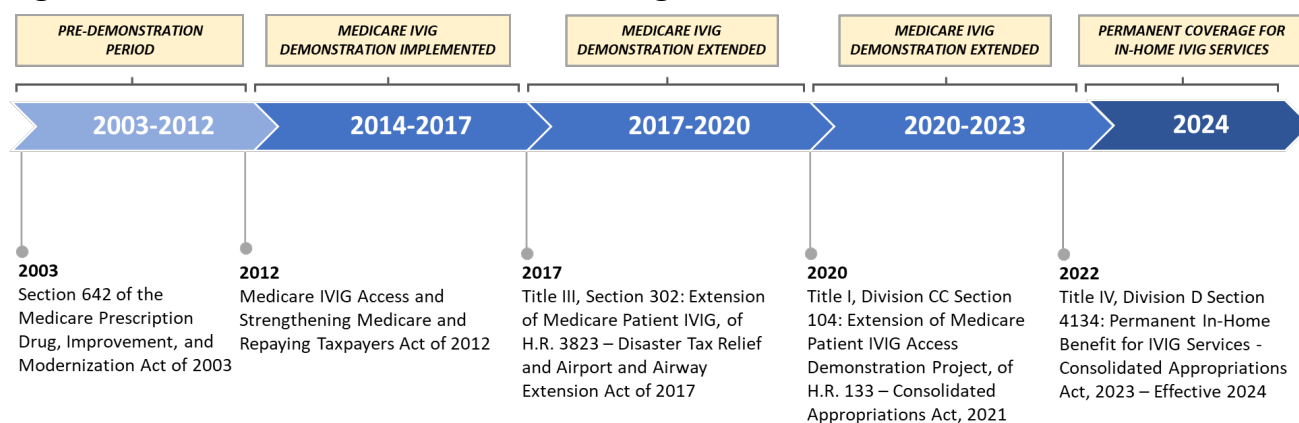 PRE-DEMONSTRATION
PERIOD
MEDICARE IVIG
DEMONSTRATION IMPLEMENTED
MEDICARE IVIG
DEMONSTRATION EXTENDED
MEDICARE IVIG
DEMONSTRATION EXTENDED
PERMANENT COVERAGE FOR
IN-HOME IVIG SERVICES
2003-2012
2014-2017
2017-2020
2020-2023
2024
2003
Section 642 of the
Medicare Prescription
Drug, Improvement, and
Modernization Act of 2003
2012
Medicare IVIG Access and
Strengthening Medicare and
Repaying Taxpayers Act of 2012
2017
Title III, Section 302: Extension
of Medicare Patient IVIG, of
H.R. 3823 – Disaster Tax Relief
and Airport and Airway
Extension Act of 2017
2020
Title I, Division CC Section
104: Extension of Medicare
Patient IVIG Access
Demonstration Project, of
H.R. 133 – Consolidated
Appropriations Act, 2021
2022
Title IV, Division D Section
4134: Permanent In-Home
Benefit for IVIG Services -
Consolidated Appropriations
Act, 2023 – Effective 2024